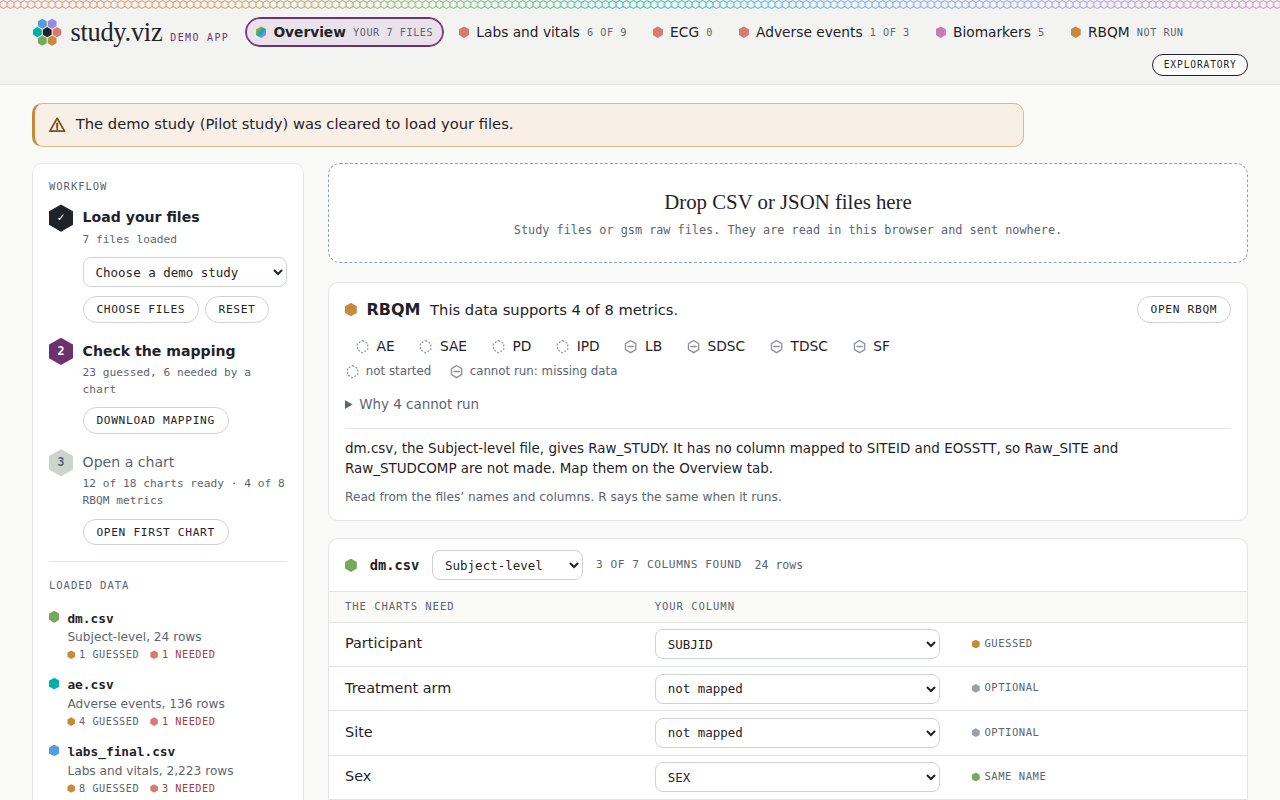 study.viz DEMO APP
Overview YOUR 7 FILES
Labs and vitals 6 OF 9
ECG 0
Adverse events 1 OF 3
Biomarkers 5
RBQM NOT RUN
EXPLORATORY
The demo study (Pilot study) was cleared to load your files.
WORKFLOW
✓ Load your files
7 files loaded
Choose a demo study
CHOOSE FILES RESET
2 Check the mapping
23 guessed, 6 needed by a
chart
DOWNLOAD MAPPING
3 Open a chart
12 of 18 charts ready · 4 of 8
RBQM metrics
OPEN FIRST CHART
LOADED DATA
dm.csv
Subject-level, 24 rows
1 GUESSED 1 NEEDED
ae.csv
Adverse events, 136 rows
4 GUESSED 1 NEEDED
labs_final.csv
Labs and vitals, 2,223 rows
8 GUESSED 3 NEEDED
Drop CSV or JSON files here
Study files or gsm raw files. They are read in this browser and sent nowhere.
RBQM This data supports 4 of 8 metrics.
OPEN RBQM
AE SAE PD IPD LB SDSC TDSC SF
not started cannot run: missing data
Why 4 cannot run
dm.csv, the Subject-level file, gives Raw_STUDY. It has no column mapped to SITEID and EOSSTT, so Raw_SITE and
Raw_STUDCOMP are not made. Map them on the Overview tab.
Read from the files’ names and columns. R says the same when it runs.
dm.csv Subject-level 3 OF 7 COLUMNS FOUND 24 rows
THE CHARTS NEED YOUR COLUMN
Participant SUBJID GUESSED
Treatment arm not mapped OPTIONAL
Site not mapped OPTIONAL
Sex SEX SAME NAME